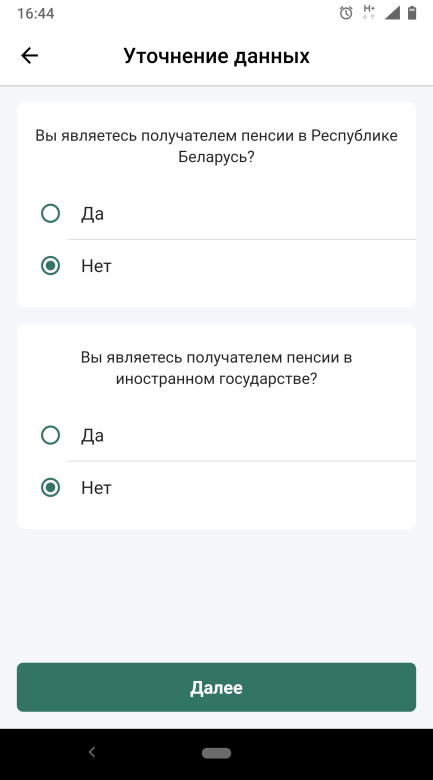 16:44
H+
Уточнение данных
Вы являетесь получателем пенсии в Республике
Беларусь?
Да
Нет
Вы являетесь получателем пенсии в
иностранном государстве?
Да
Нет
Далее